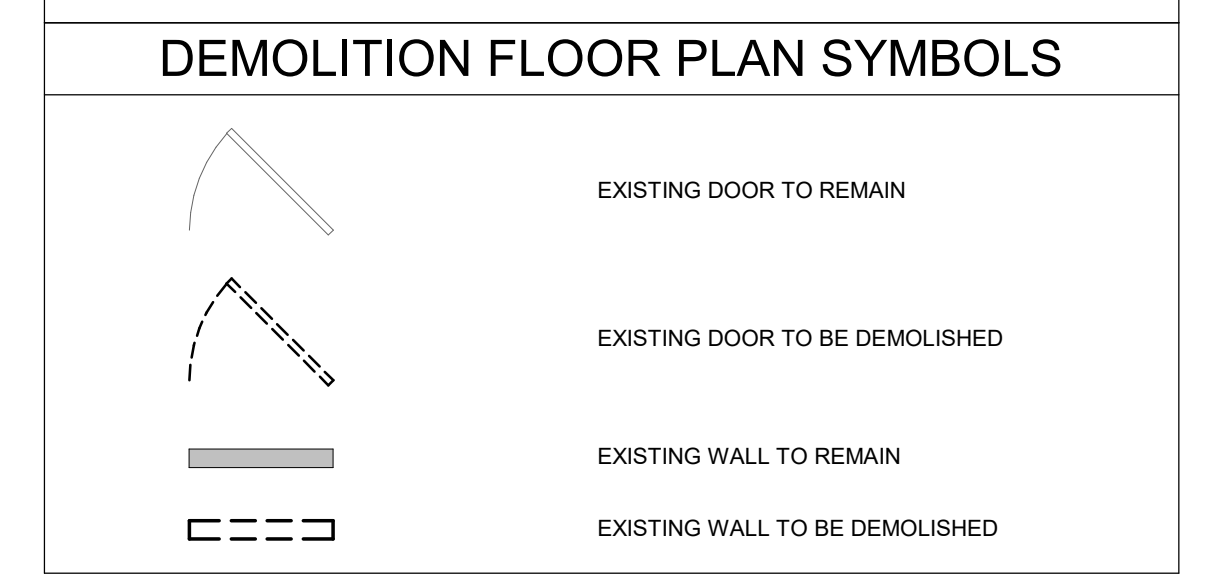 DEMOLITION FLOOR PLAN SYMBOLS
EXISTING DOOR TO REMAIN
EXISTING DOOR TO BE DEMOLISHED
EXISTING WALL TO REMAIN
EXISTING WALL TO BE DEMOLISHED